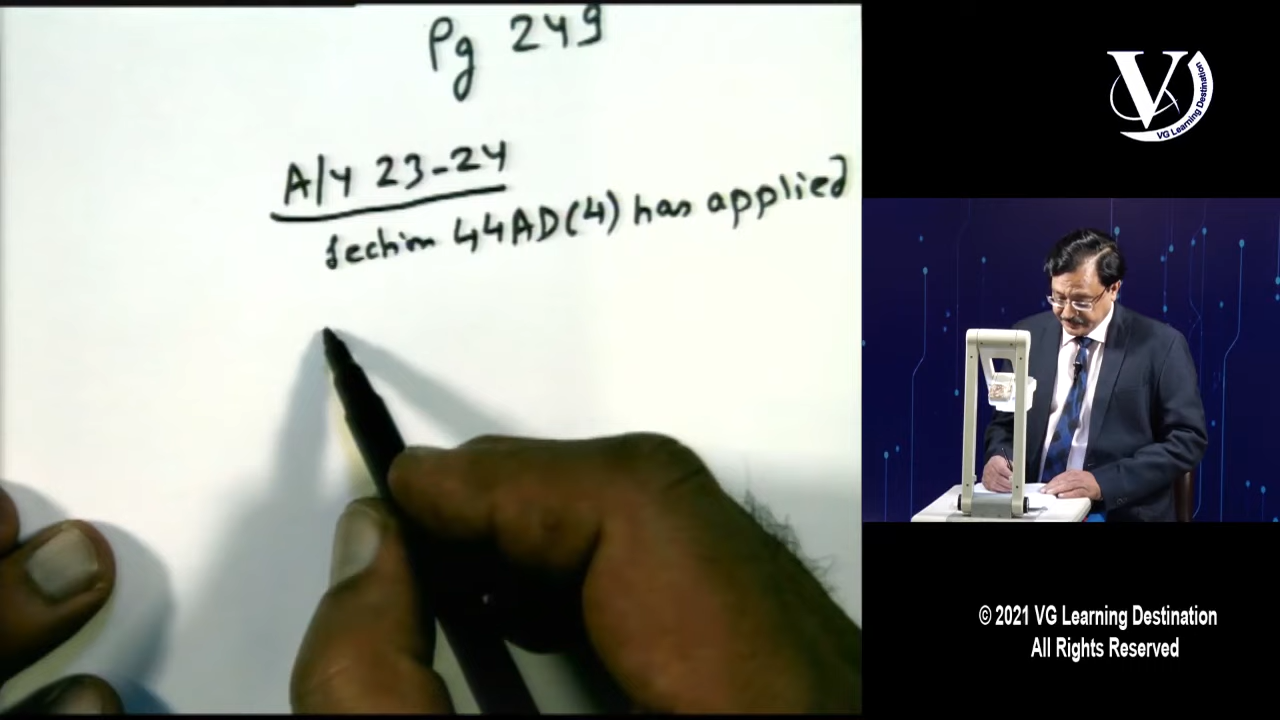 Pg 249
A/Y 23-24
Section 44AD(4) has applied
V
VG Learning Destination
© 2021 VG Learning Destination
All Rights Reserved